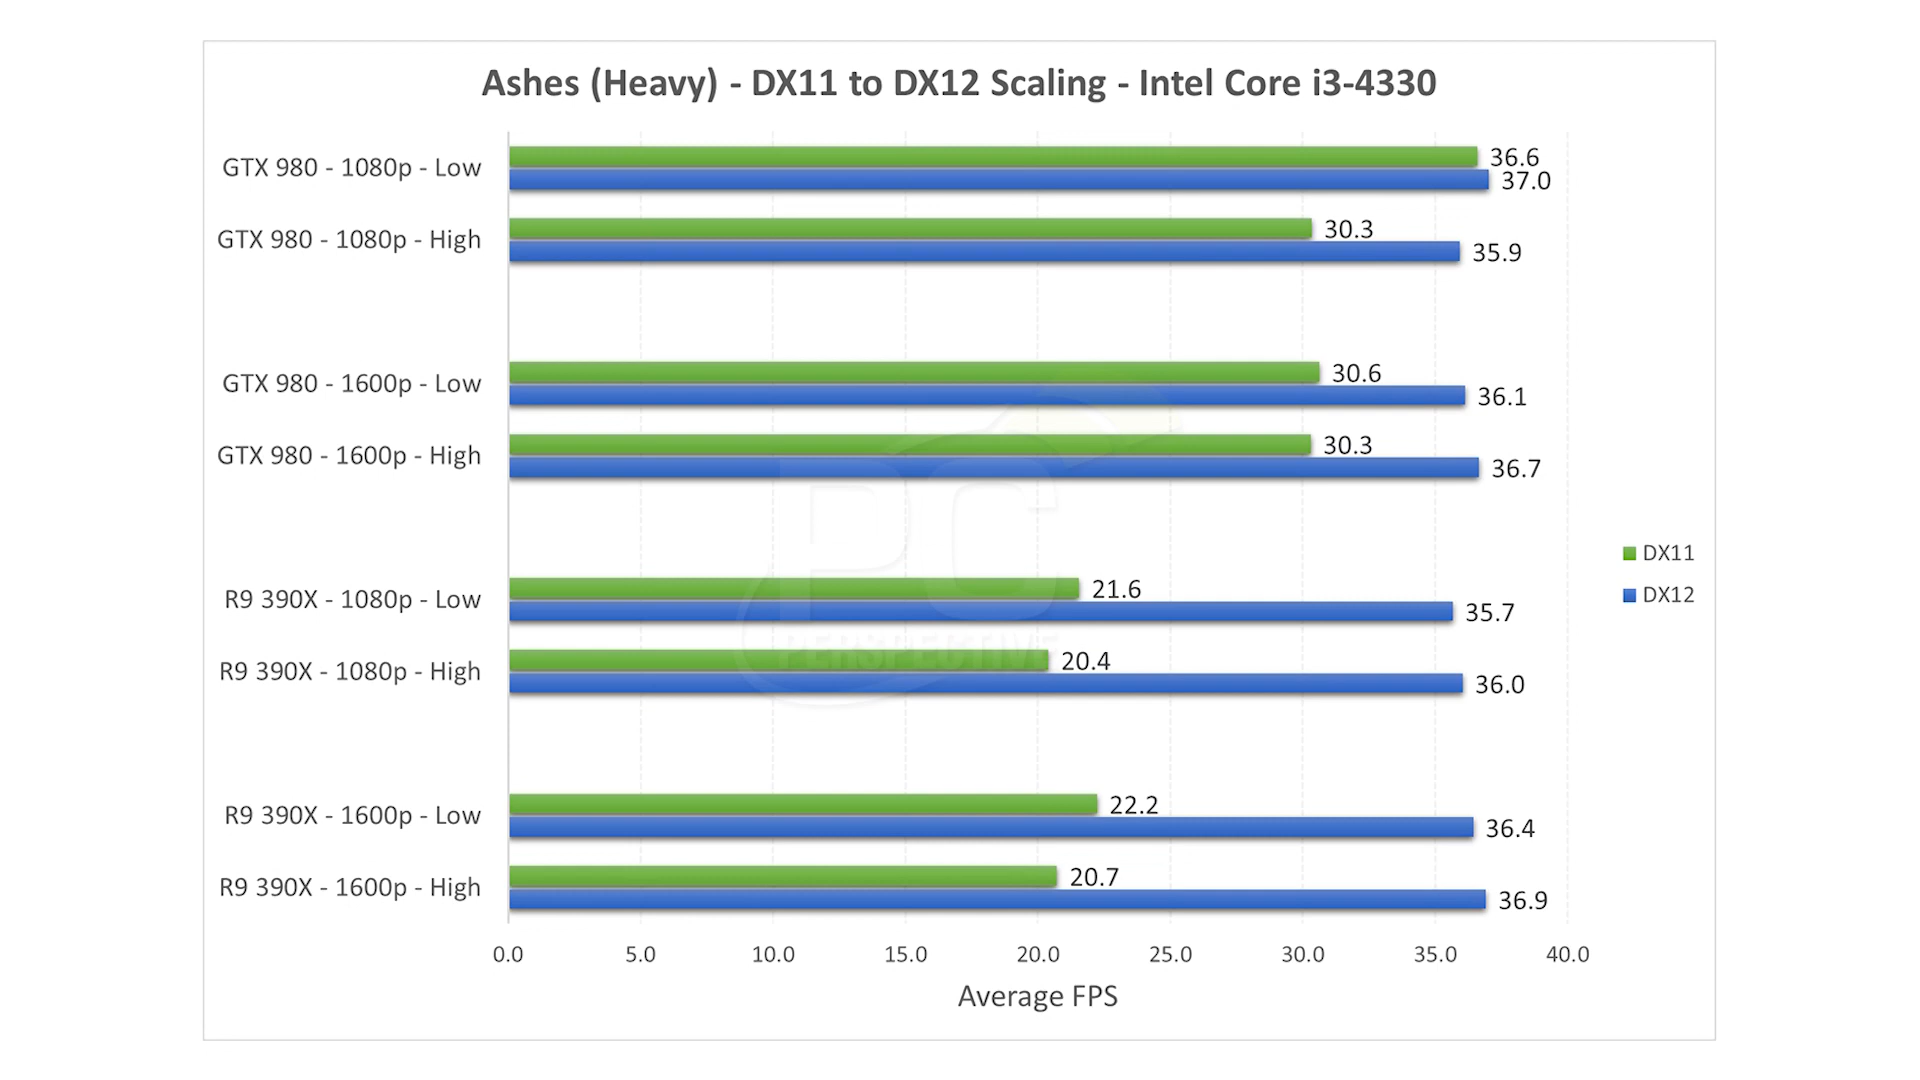 Ashes (Heavy) - DX11 to DX12 Scaling - Intel Core i3-4330
GTX 980 - 1080p - Low
36.6
37.0
GTX 980 - 1080p - High
30.3
35.9
GTX 980 - 1600p - Low
30.6
36.1
GTX 980 - 1600p - High
30.3
36.7
R9 390X - 1080p - Low
21.6
35.7
R9 390X - 1080p - High
20.4
36.0
R9 390X - 1600p - Low
22.2
36.4
R9 390X - 1600p - High
20.7
36.9
PC
PERSPECTIVE
DX11
DX12
0.0 5.0 10.0 15.0 20.0 25.0 30.0 35.0 40.0
Average FPS